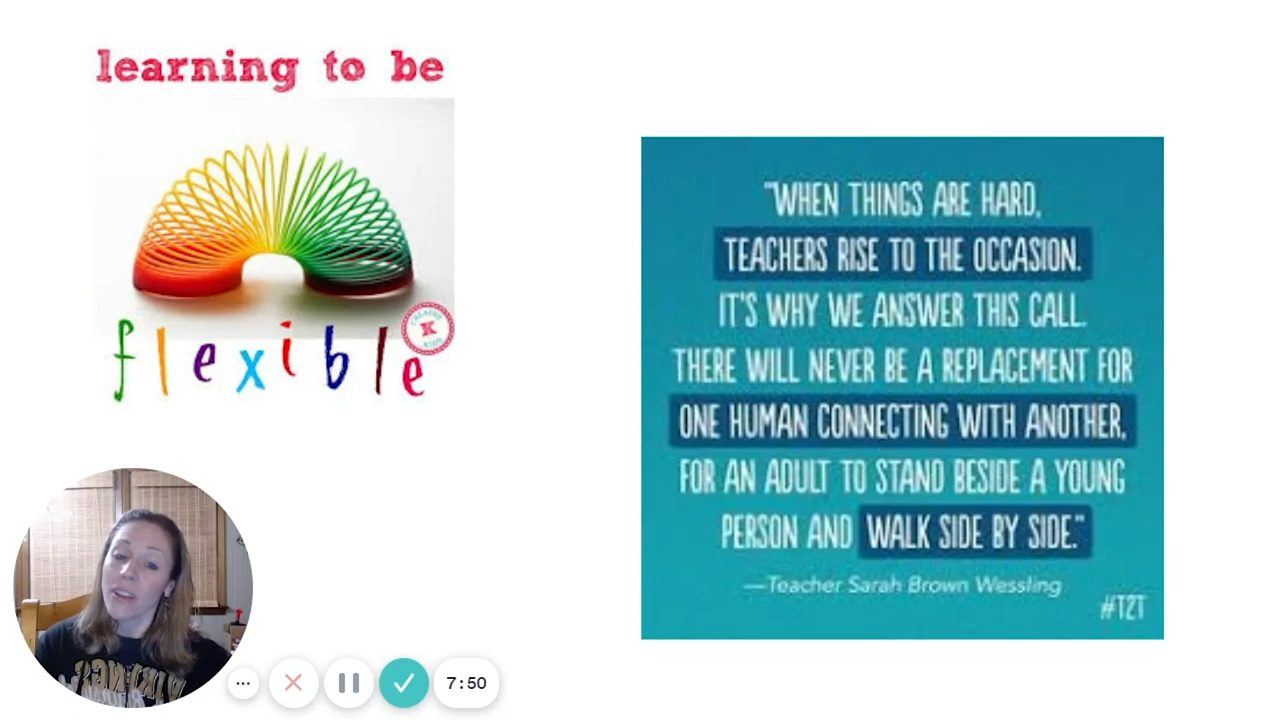 learning to be
flexible
K
"WHEN THINGS ARE HARD,
TEACHERS RISE TO THE OCCASION.
IT'S WHY WE ANSWER THIS CALL.
THERE WILL NEVER BE A REPLACEMENT FOR
ONE HUMAN CONNECTING WITH ANOTHER,
FOR AN ADULT TO STAND BESIDE A YOUNG
PERSON AND WALK SIDE BY SIDE."
—Teacher Sarah Brown Wessling
#T2T
7:50